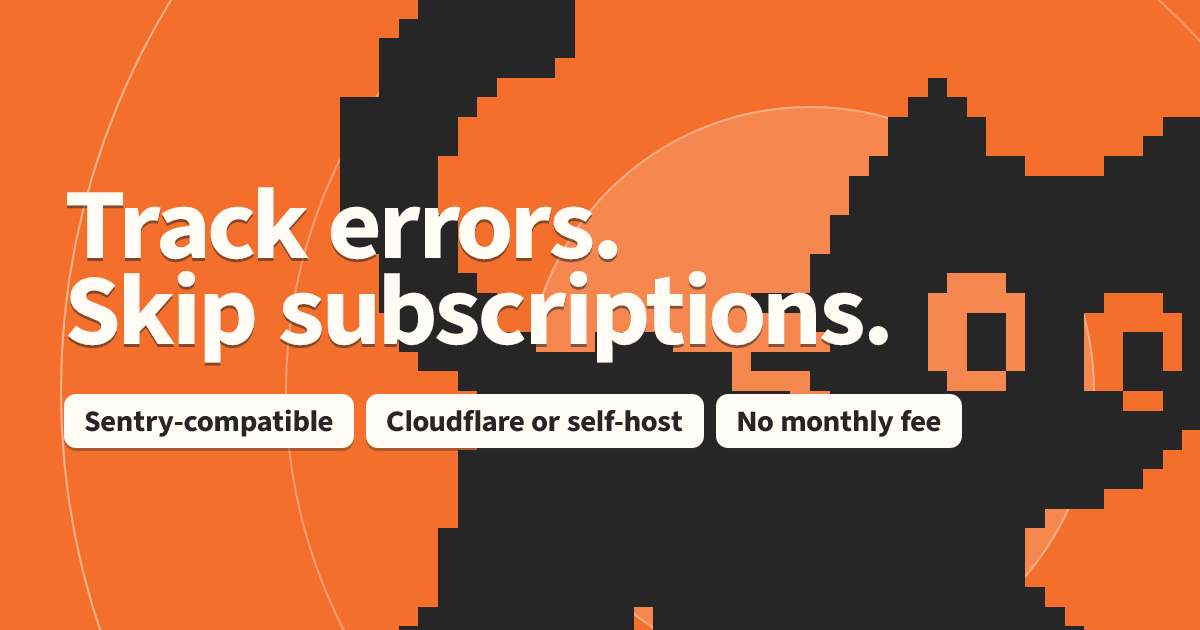 Track errors.
Skip subscriptions.
Sentry-compatible
Cloudflare or self-host
No monthly fee